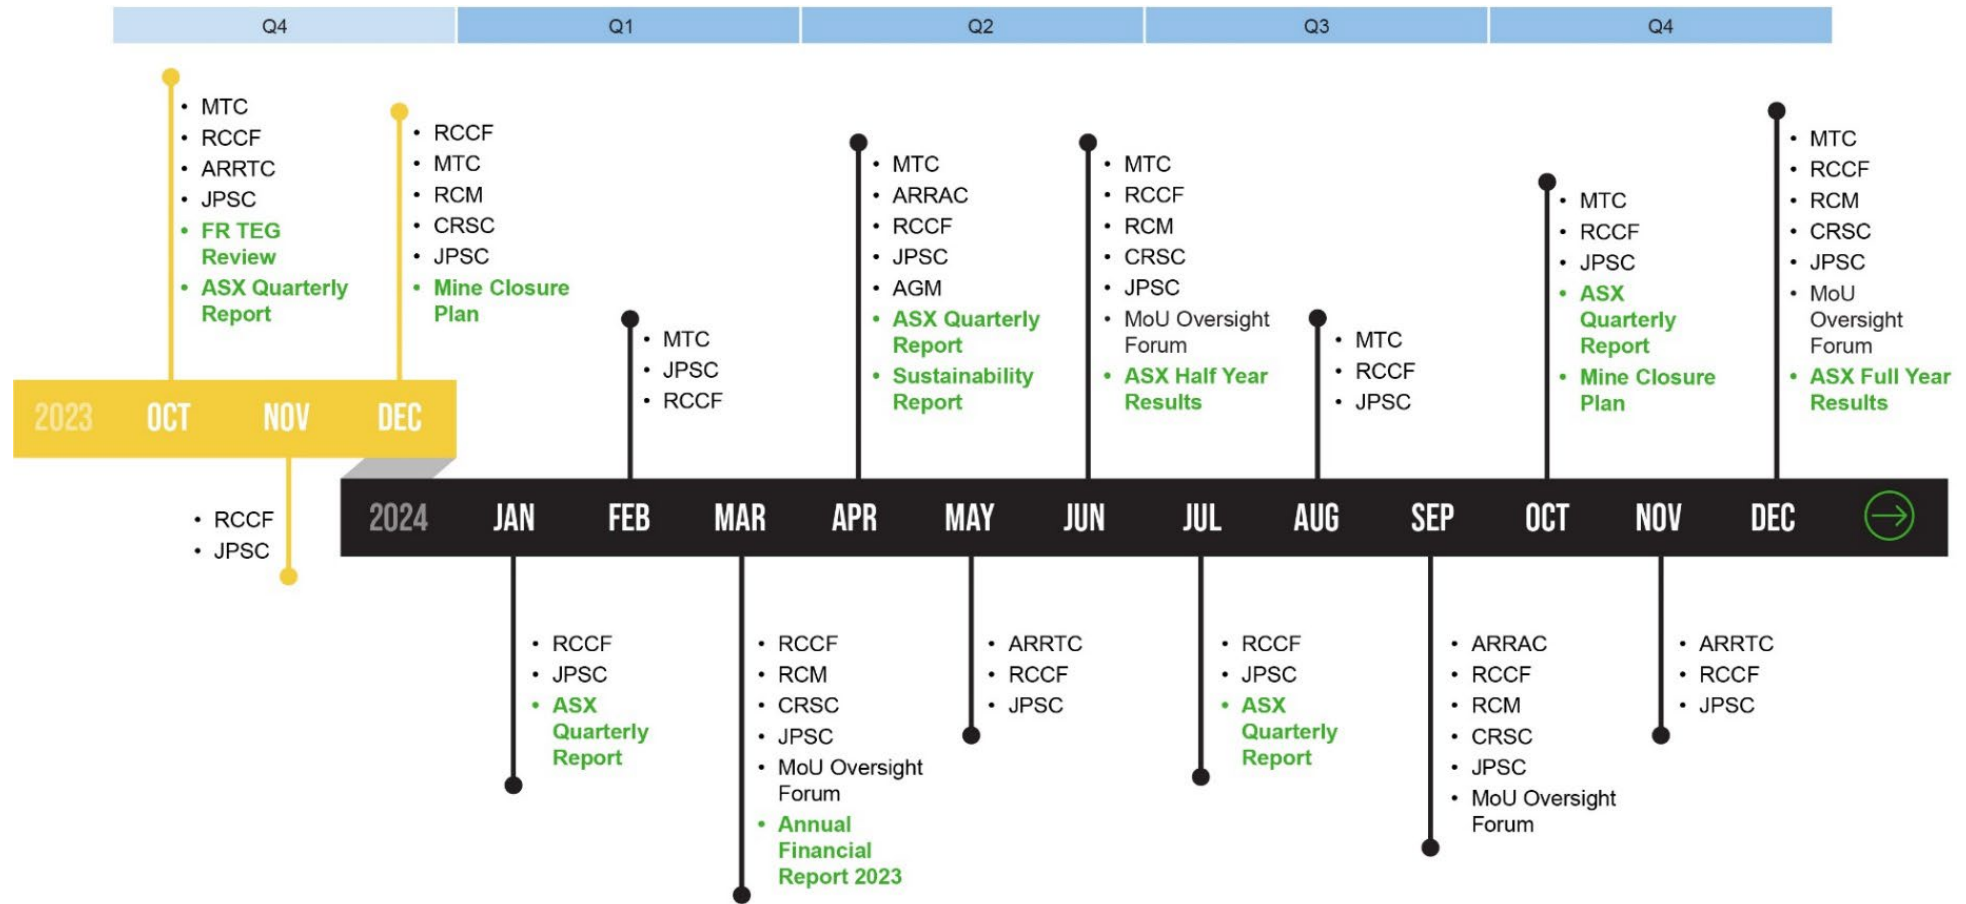 Q4
Q1
Q2
Q3
Q4
• MTC
• RCCF
• ARRTC
• JPSC
• FR TEG
Review
• ASX Quarterly
Report
• RCCF
• MTC
• RCM
• CRSC
• JPSC
• Mine Closure
Plan
• MTC
• JPSC
• RCCF
• MTC
• ARRAC
• RCCF
• JPSC
• AGM
• ASX Quarterly
Report
• Sustainability
Report
• MTC
• RCCF
• RCM
• CRSC
• JPSC
• MoU Oversight
Forum
• ASX Half Year
Results
• MTC
• RCCF
• JPSC
• MTC
• RCCF
• JPSC
• ASX
Quarterly
Report
• Mine Closure
Plan
• MTC
• RCCF
• RCM
• CRSC
• JPSC
• MoU
Oversight
Forum
• ASX Full Year
Results
2023 OCT NOV DEC
• RCCF
• JPSC
2024 JAN FEB MAR APR MAY JUN JUL AUG SEP OCT NOV DEC
• RCCF
• JPSC
• ASX
Quarterly
Report
• RCCF
• RCM
• CRSC
• JPSC
• MoU Oversight
Forum
• Annual
Financial
Report 2023
• ARRTC
• RCCF
• JPSC
• RCCF
• JPSC
• ASX
Quarterly
Report
• ARRAC
• RCCF
• RCM
• CRSC
• JPSC
• MoU Oversight
Forum
• ARRTC
• RCCF
• JPSC